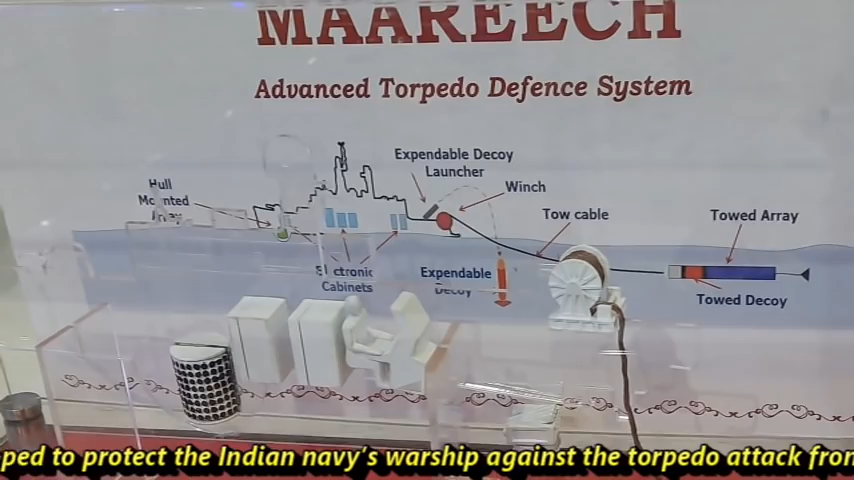 MAAREECH
Advanced Torpedo Defence System
Expendable Decoy
Launcher
Winch
Hull
Mounted
Array
Tow cable
Towed Array
Electronic
Cabinets
Expendable
Decoy
Towed Decoy
ped to protect the Indian navy's warship against the torpedo attack from